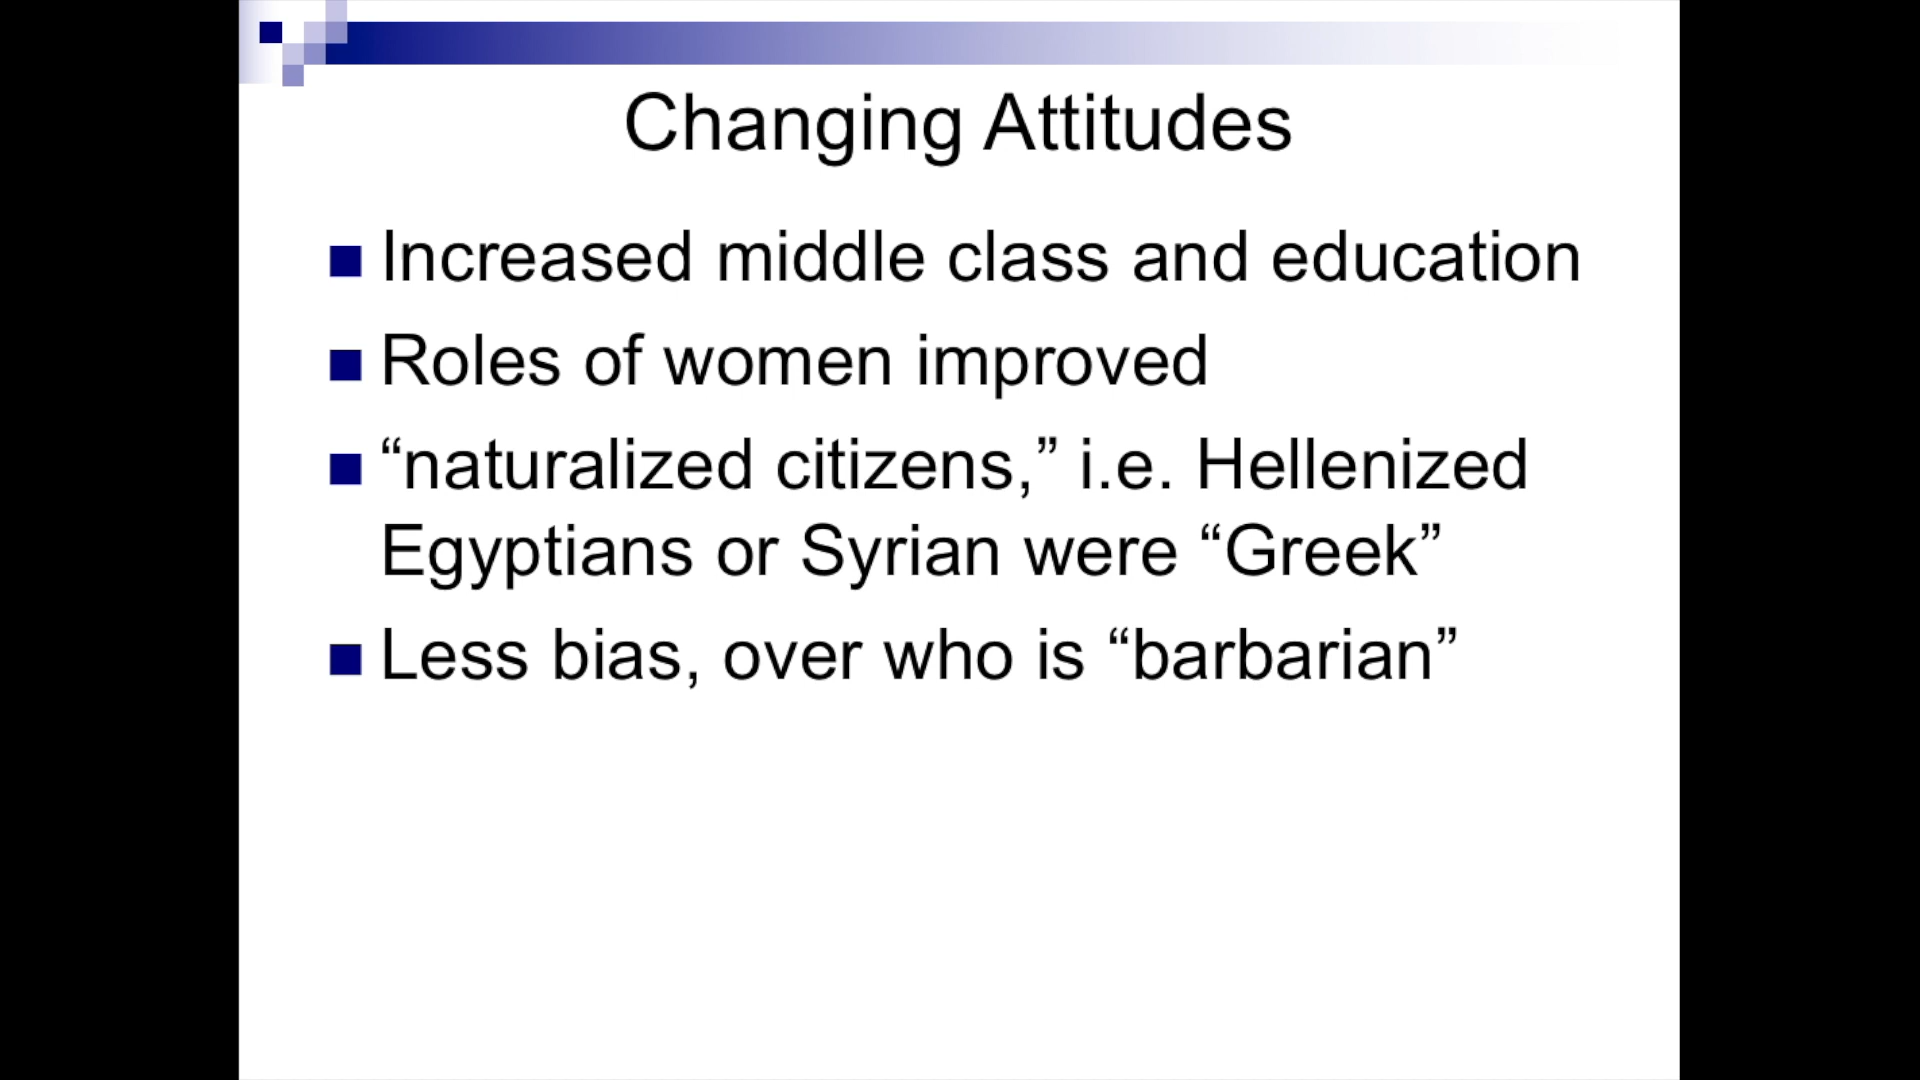 Changing Attitudes
Increased middle class and education
Roles of women improved
“naturalized citizens,” i.e. Hellenized
Egyptians or Syrian were “Greek”
Less bias, over who is “barbarian”